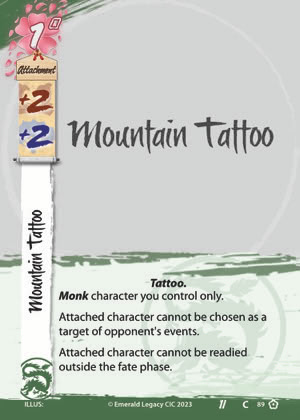 1
Attachment
+2
+2
Mountain Tattoo
Mountain Tattoo
Tattoo.
Monk character you control only.
Attached character cannot be chosen as a
target of opponent's events.
Attached character cannot be readied
outside the fate phase.
ILLUS:
© Emerald Legacy CIC 2023
C
89